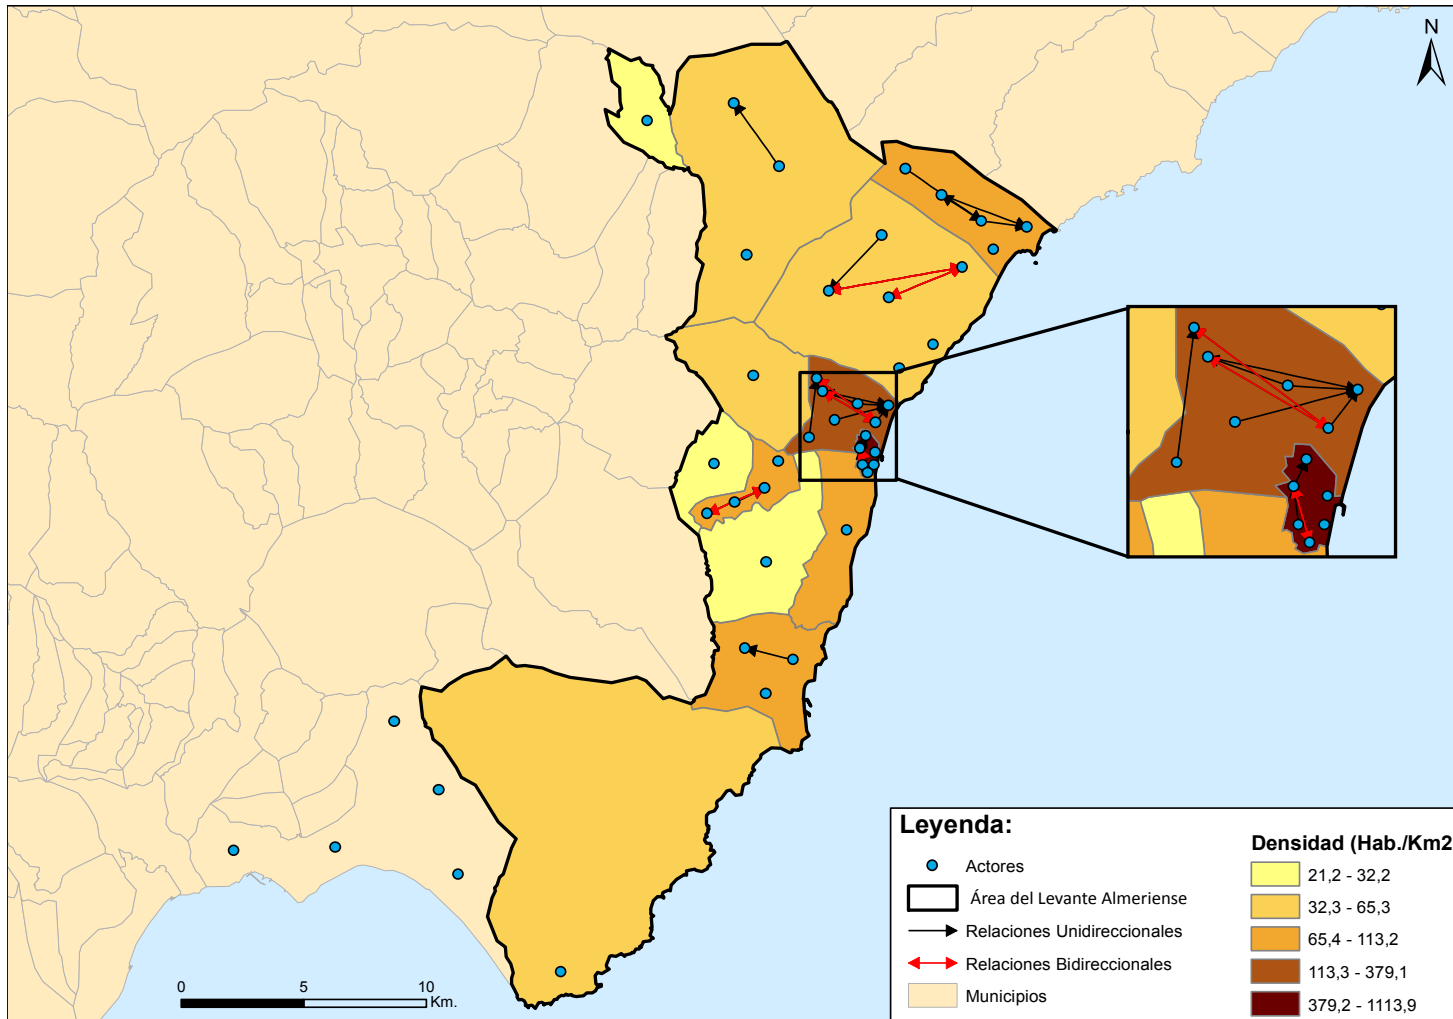 N
Leyenda:
Actores
Área del Levante Almeriense
Relaciones Unidireccionales
Relaciones Bidireccionales
Municipios
Densidad (Hab./Km2
21,2 - 32,2
32,3 - 65,3
65,4 - 113,2
113,3 - 379,1
379,2 - 1113,9
0 5 10
Km.